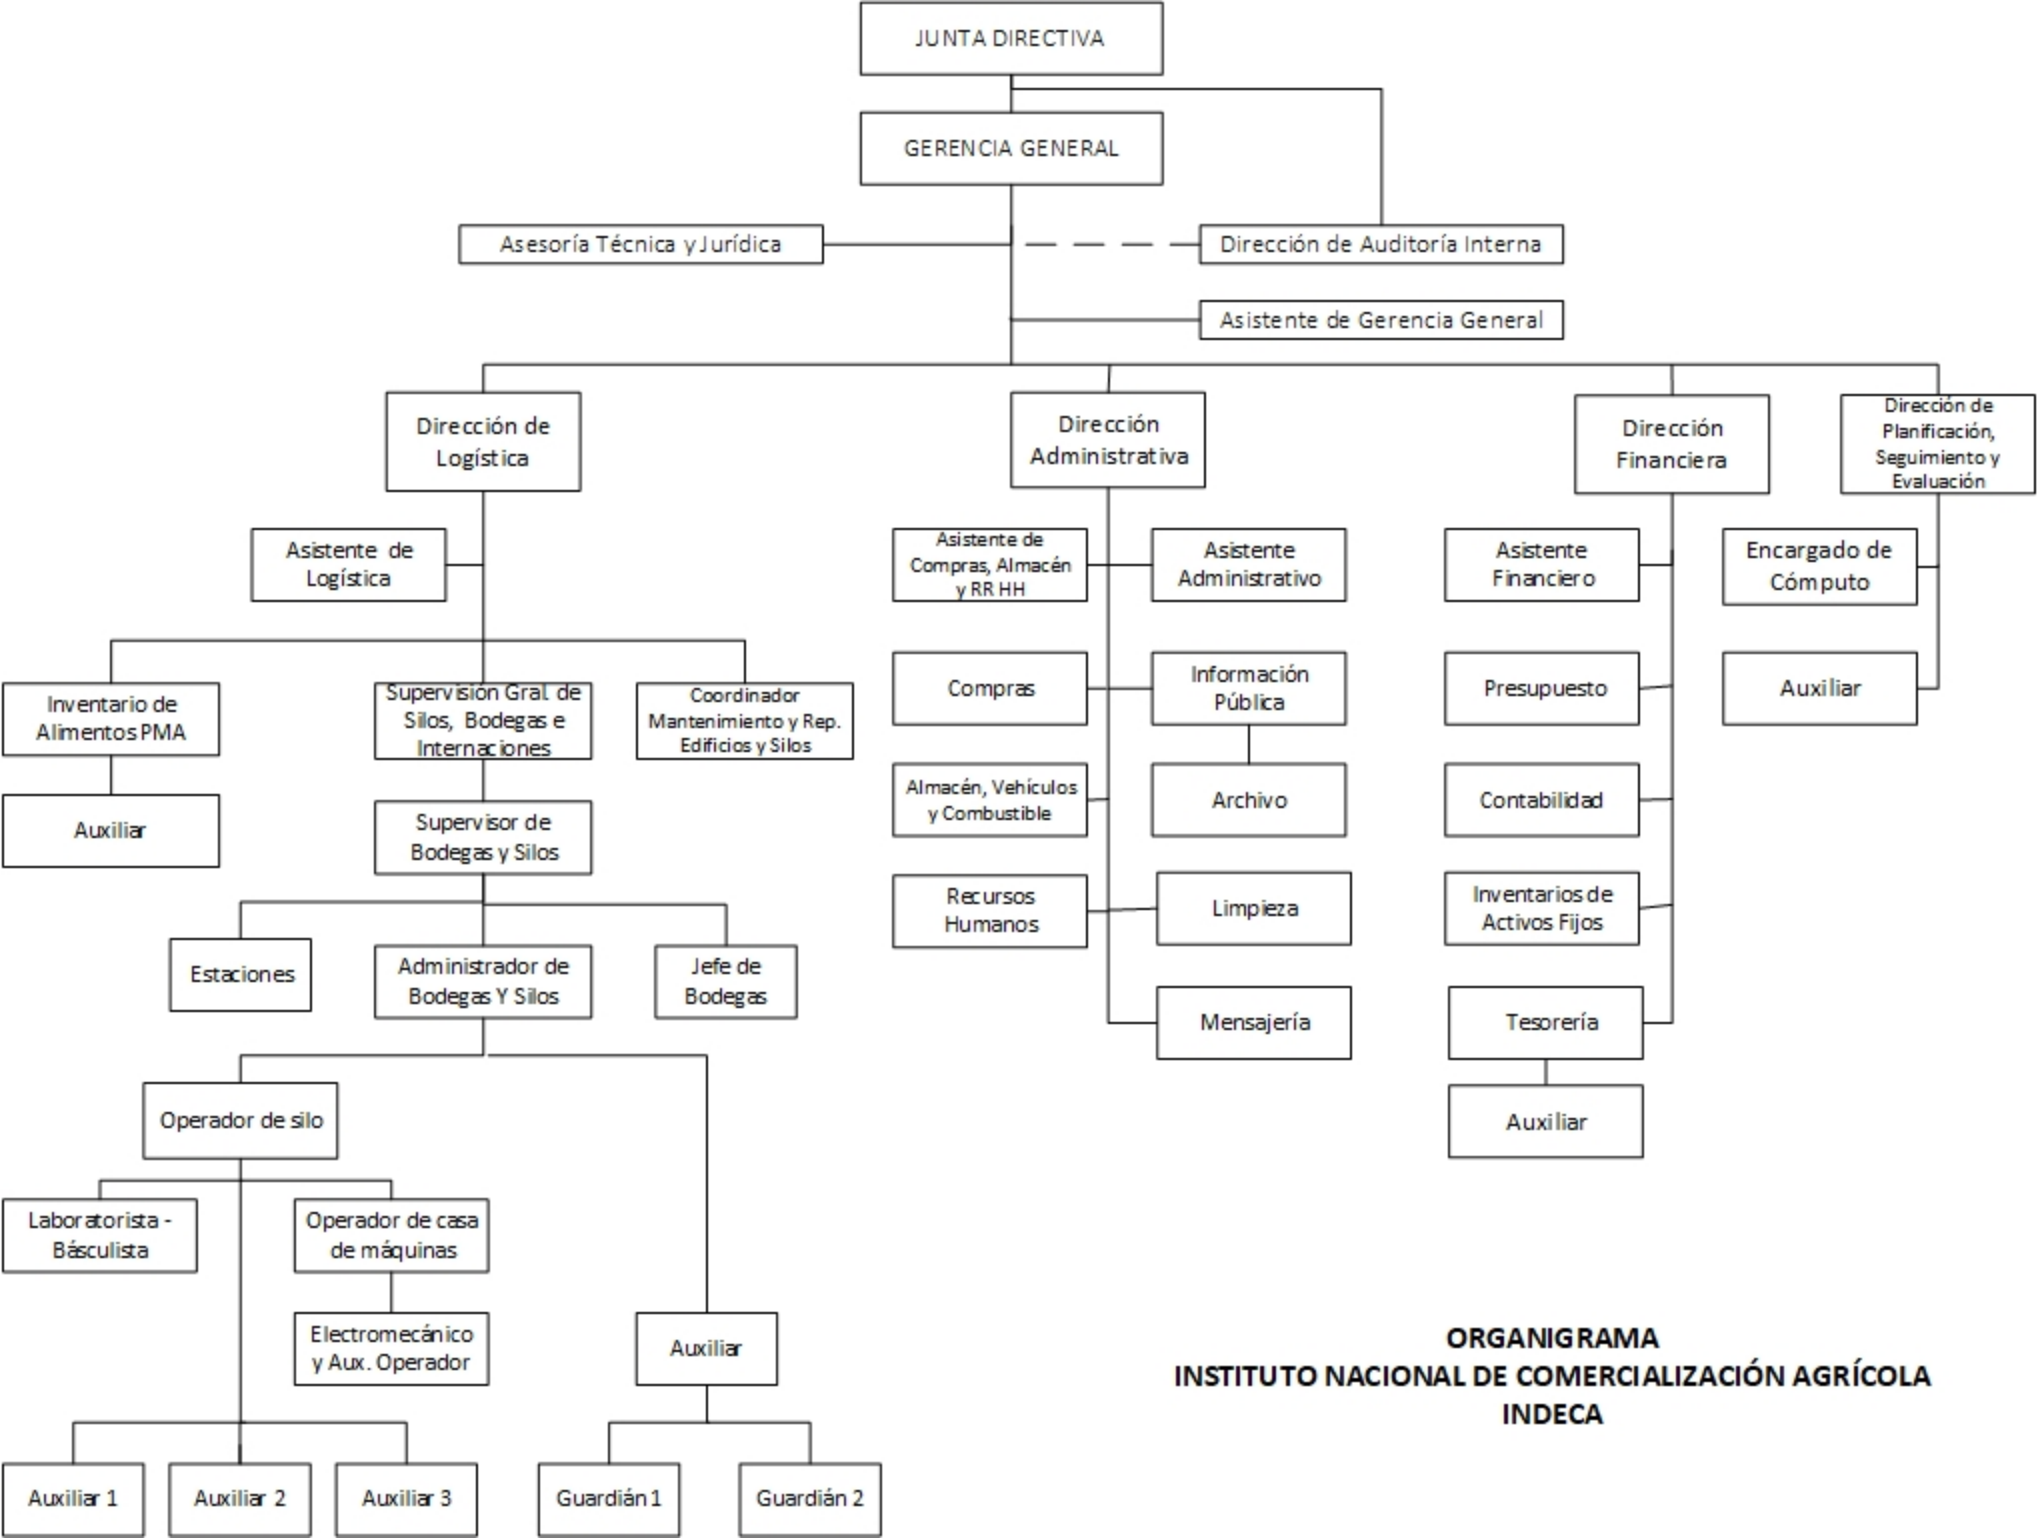 JUNTA DIRECTIVA
GERENCIA GENERAL
Asesoría Técnica y Jurídica
Dirección de Auditoría Interna
Asistente de Gerencia General
Dirección de
Logística
Dirección
Administrativa
Dirección
Financiera
Dirección de
Planificación,
Seguimiento y
Evaluación
Asistente de
Logística
Asistente de
Compras, Almacén
y RR HH
Asistente
Administrativo
Asistente
Financiero
Encargado de
Cómputo
Inventario de
Alimentos PMA
Supervisión Gral. de
Silos, Bodegas e
Internaciones
Coordinador
Mantenimiento y Rep.
Edificios y Silos
Compras
Información
Pública
Presupuesto
Auxiliar
Auxiliar
Supervisor de
Bodegas y Silos
Almacén, Vehículos
y Combustible
Archivo
Contabilidad
Estaciones
Administrador de
Bodegas Y Silos
Jefe de
Bodegas
Recursos
Humanos
Limpieza
Inventarios de
Activos Fijos
Mensajería
Tesorería
Operador de silo
Auxiliar
Laboratorista -
Básculista
Operador de casa
de máquinas
Electromecánico
y Aux. Operador
Auxiliar
Auxiliar 1
Auxiliar 2
Auxiliar 3
Guardián 1
Guardián 2
ORGANIGRAMA
INSTITUTO NACIONAL DE COMERCIALIZACIÓN AGRÍCOLA
INDECA